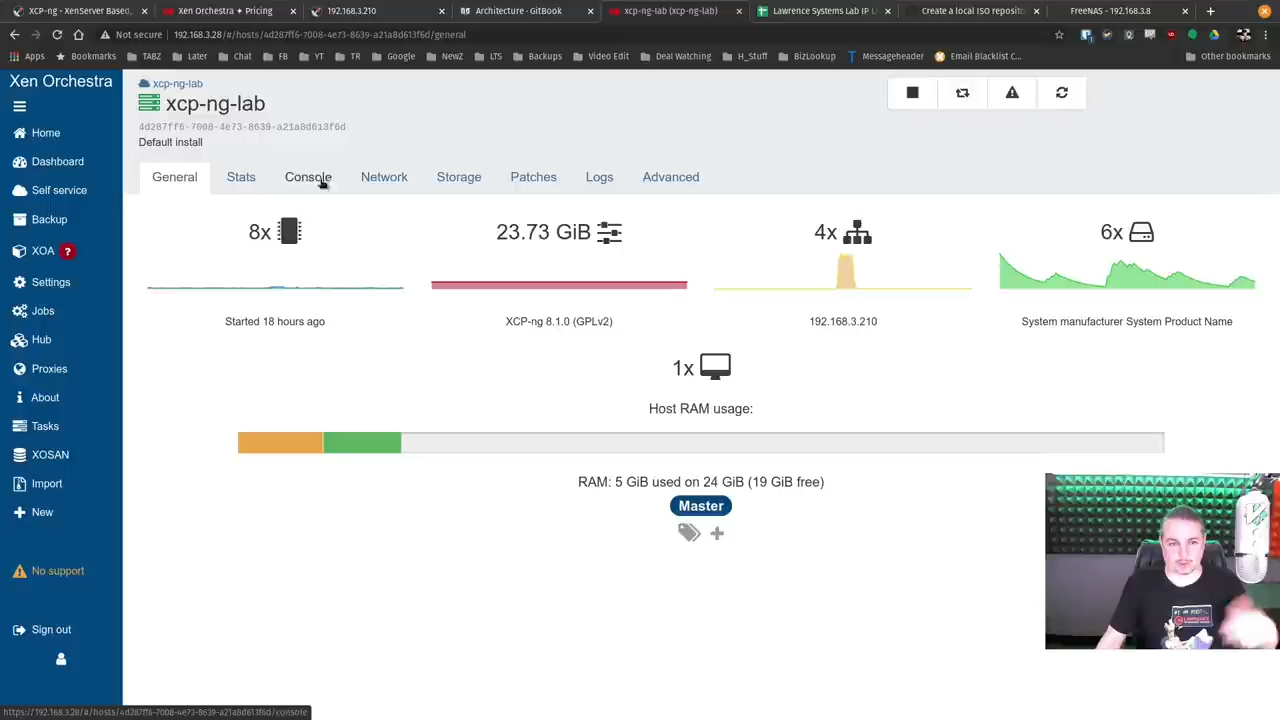 XCP-ng - XenServer Based,
Xen Orchestra • Pricing
192.168.3.210
Architecture · GitBook
xcp-ng-lab (xcp-ng-lab)
Lawrence Systems Lab IP L
Create a local ISO reposito
FreeNAS - 192.168.3.8
Not secure
192.168.3.28/#/hosts/4d287ff6-7008-4e73-8639-a21a8d613f6d/general
Apps
Bookmarks
TABZ
Later
Chat
FB
YT
TR
Google
NewZ
LTS
Backups
Video Edit
Deal Watching
H_Stuff
BizLookup
Messageheader
Email Blacklist C...
Other bookmarks
Xen Orchestra
Home
Dashboard
Self service
Backup
XOA ?
Settings
Jobs
Hub
Proxies
About
Tasks
XOSAN
Import
New
No support
Sign out
xcp-ng-lab
xcp-ng-lab
4d287ff6-7008-4e73-8639-a21a8d613f6d
Default install
General
Stats
Console
Network
Storage
Patches
Logs
Advanced
8x
23.73 GiB
4x
6x
Started 18 hours ago
XCP-ng 8.1.0 (GPLv2)
192.168.3.210
System manufacturer System Product Name
1x
Host RAM usage:
RAM: 5 GiB used on 24 GiB (19 GiB free)
Master
https://192.168.3.28/#/hosts/4d287ff6-7008-4e73-8639-a21a8d613f6d/console